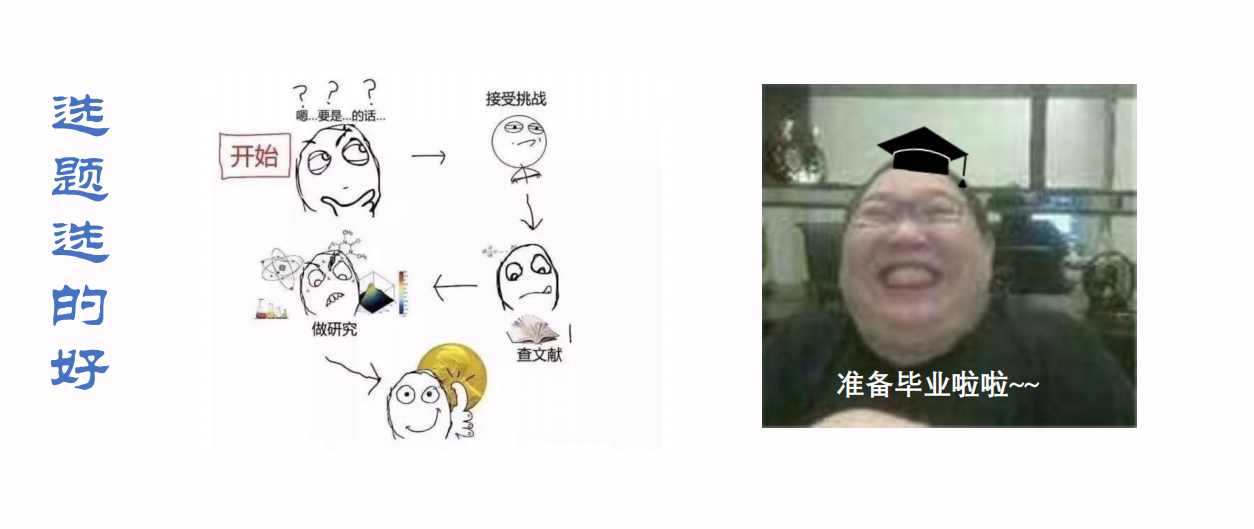 选题选的好
? ? ?
嗯...要是...的话...
开始
接受挑战
做研究
查文献
准备毕业啦啦~~